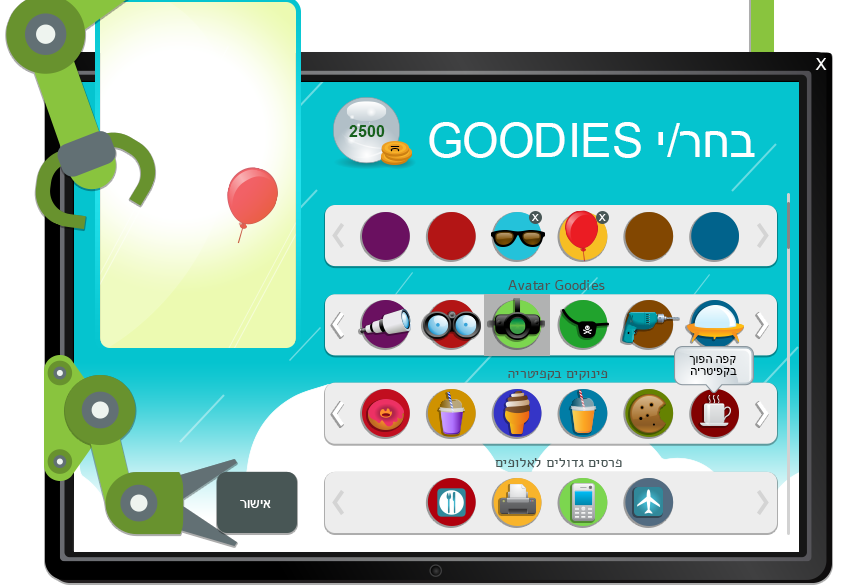 X
2500
בחר/י GOODIES
x
x
Avatar Goodies
קפה הפוך
בקפיטריה
פינוקים בקפיטריה
פרסים גדולים לאלופים
אישור